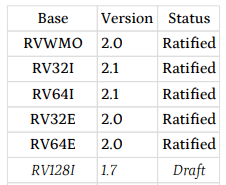 Base Version Status
RVWMO 2.0 Ratified
RV32I 2.1 Ratified
RV64I 2.1 Ratified
RV32E 2.0 Ratified
RV64E 2.0 Ratified
RV128I 1.7 Draft